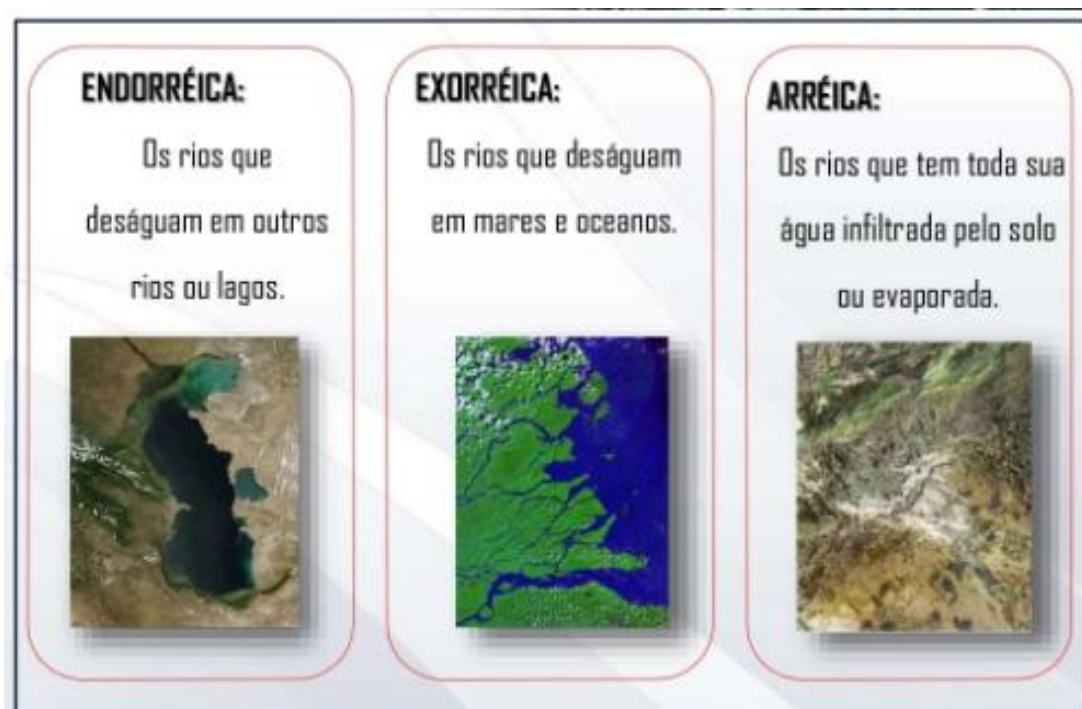 ENDORRÉICA:
Os rios que
deságuam em outros
rios ou lagos.
EXORRÉICA:
Os rios que deságuam
em mares e oceanos.
ARRÉICA:
Os rios que tem toda sua
água infiltrada pelo solo
ou evaporada.